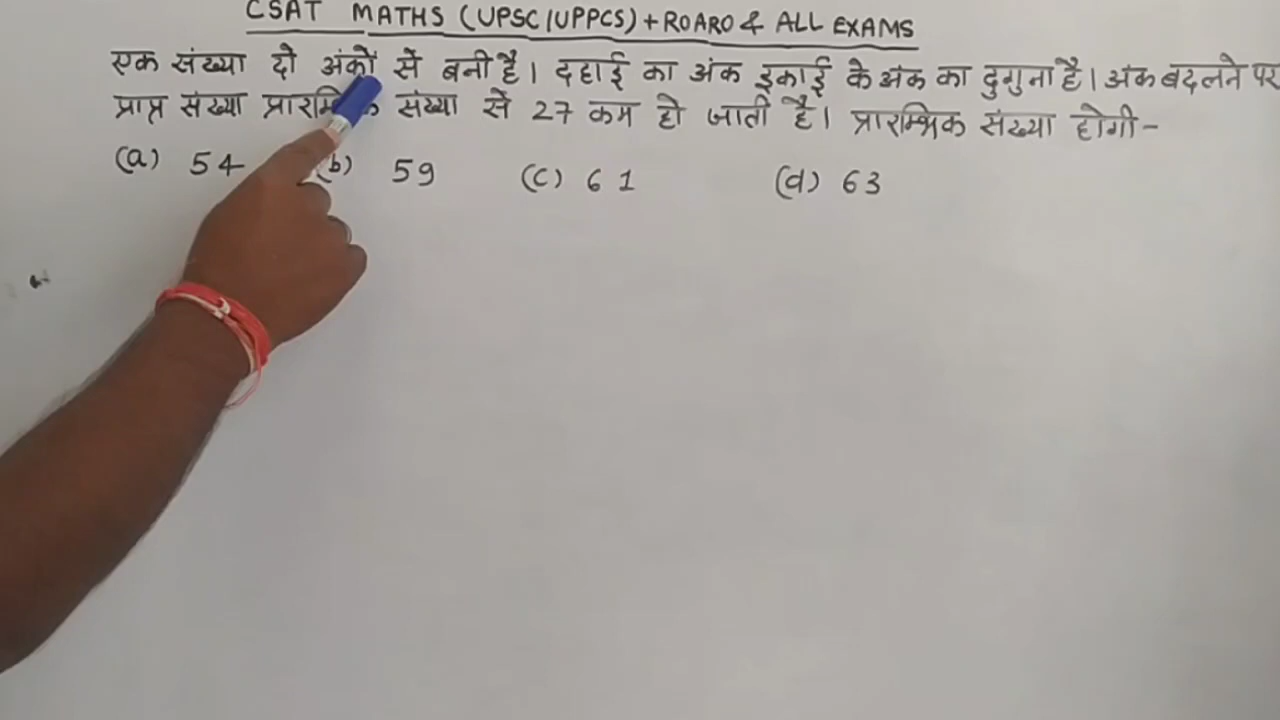 CSAT MATHS (UPSC/UPPCS) + ROARO & ALL EXAMS
एक संख्या दो अंकों से बनी है। दहाई का अंक इकाई के अंक का दुगुना है। अंक बदलने पर
प्राप्त संख्या प्रारम्भिक संख्या से 27 कम हो जाती है। प्रारम्भिक संख्या होगी-
(a) 54 (b) 59 (c) 61 (d) 63